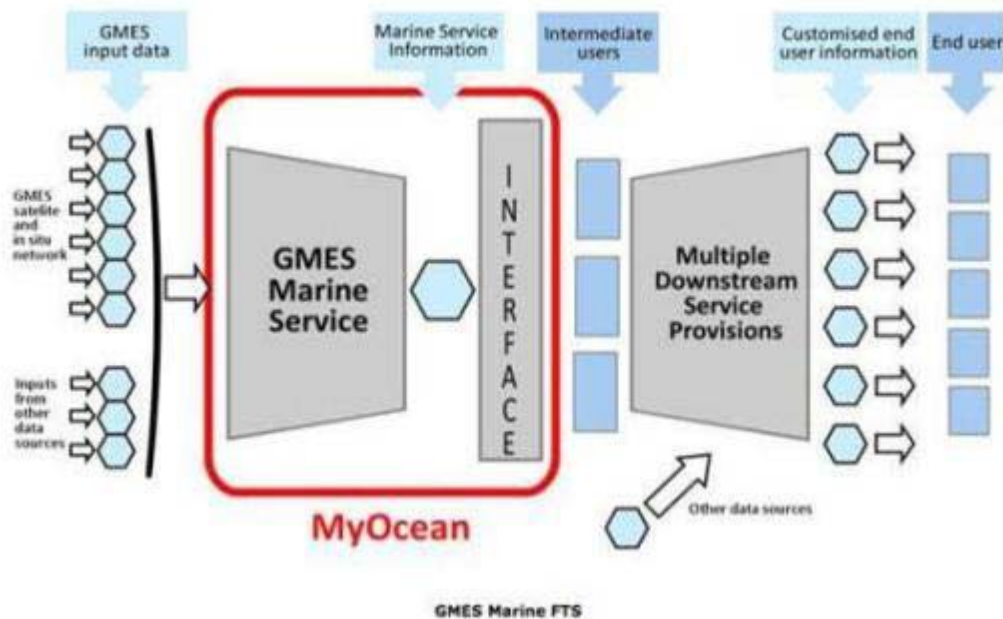 GMES
input data
Marine Service
Information
Intermediate
users
Customised end
user information
End user
GMES
satelite
and
in situ
network
Inputs
from
other
data
sources
GMES
Marine
Service
INTERFACE
Multiple
Downstream
Service
Provisions
Other data sources
MyOcean
GMES Marine FTS